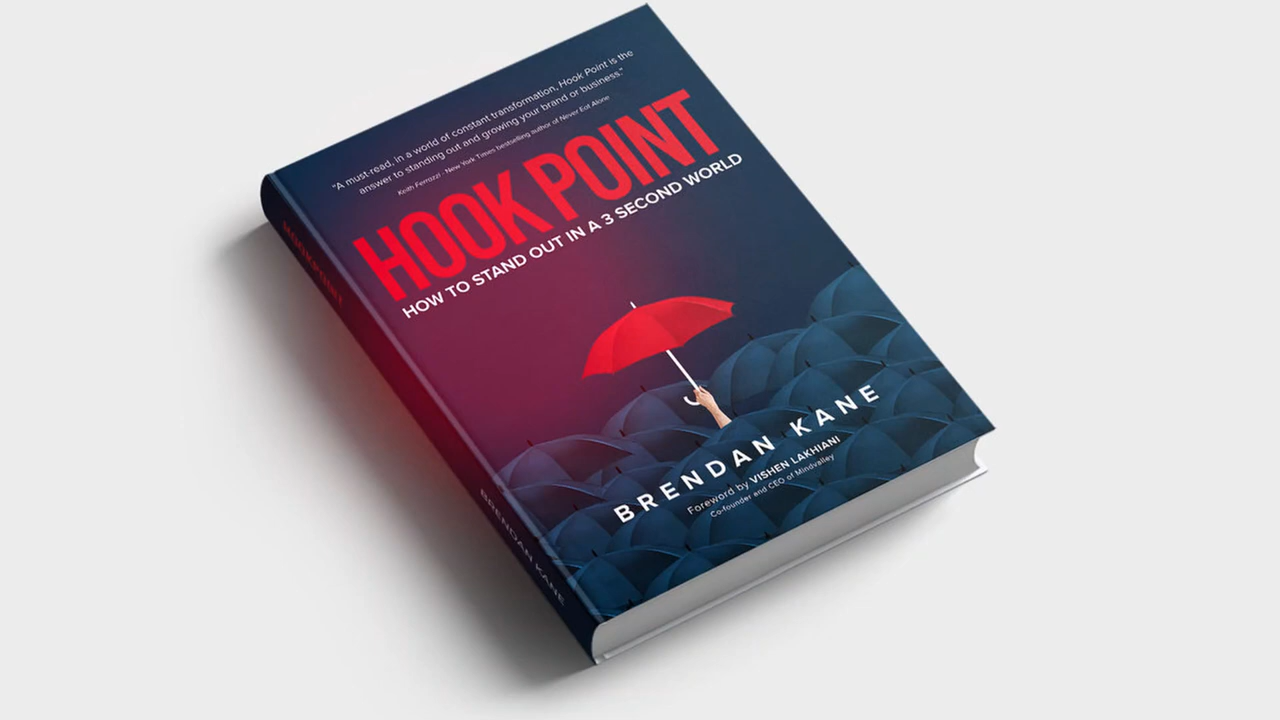 "A must-read, in a world of constant transformation, Hook Point is the
answer to standing out and growing your brand or business."
Keith Ferrazzi - New York Times bestselling author of Never Eat Alone
HOOK POINT
HOW TO STAND OUT IN A 3 SECOND WORLD
BRENDAN KANE
Foreword by VISHEN LAKHIANI
Co-founder and CEO of Mindvalley
HOOK POINT
BRENDAN KANE